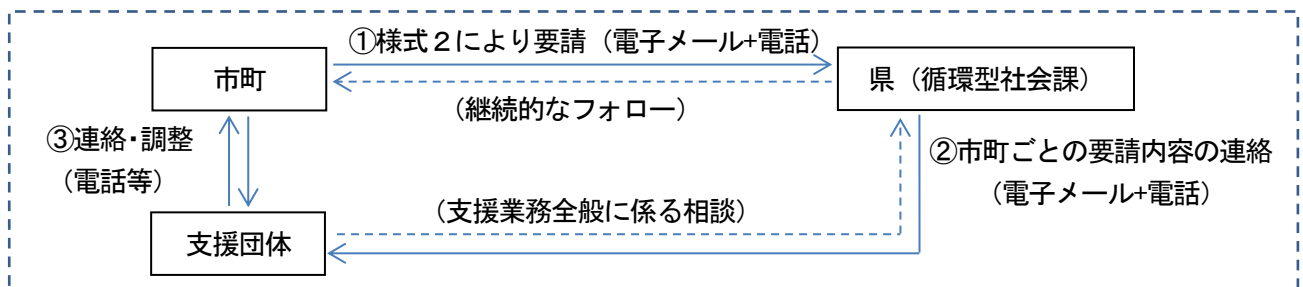 ①様式２により要請（電子メール+電話）
市町
県（循環型社会課）
（継続的なフォロー）
③連絡・調整
（電話等）
②市町ごとの要請内容の連絡
（電子メール+電話）
（支援業務全般に係る相談）
支援団体